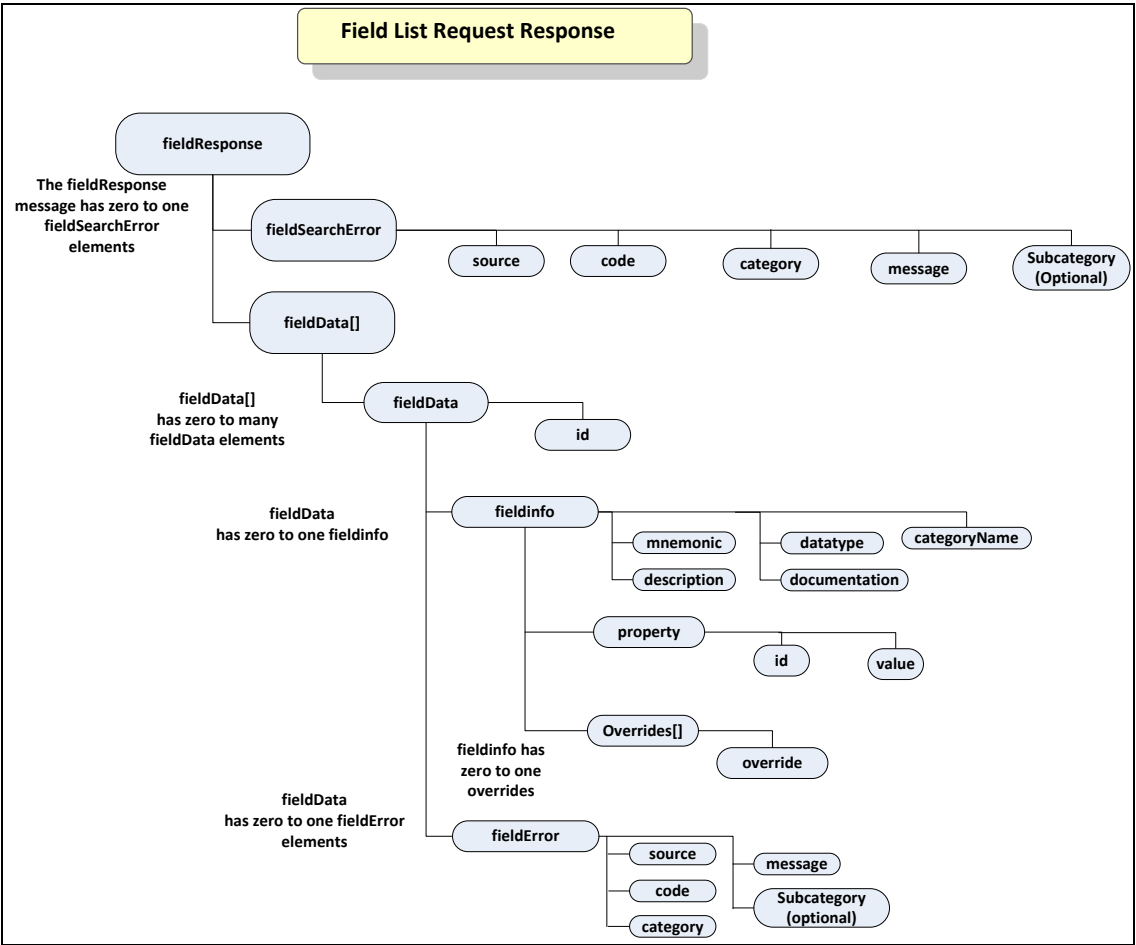 Field List Request Response
fieldResponse
The fieldResponse
message has zero to one
fieldSearchError
elements
fieldSearchError
source
code
category
message
Subcategory
(Optional)
fieldData[]
fieldData[]
has zero to many
fieldData elements
fieldData
id
fieldData
has zero to one fieldinfo
fieldinfo
mnemonic
datatype
categoryName
description
documentation
property
id
value
Overrides[]
override
fieldinfo has
zero to one
overrides
fieldData
has zero to one fieldError
elements
fieldError
source
message
code
Subcategory
(optional)
category